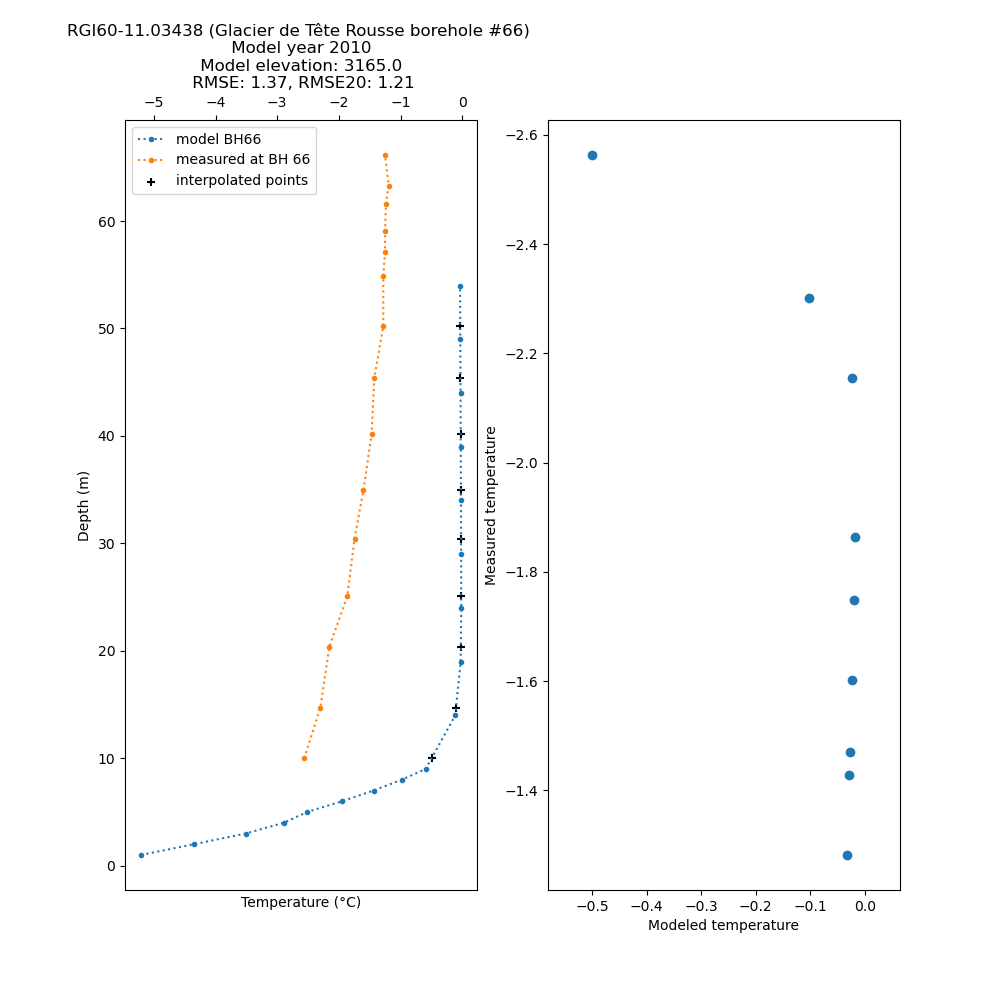 RGI60-11.03438 (Glacier de Tête Rousse borehole #66)
Model year 2010
Model elevation: 3165.0
RMSE: 1.37, RMSE20: 1.21
−5 −4 −3 −2 −1 0
model BH66
measured at BH 66
interpolated points
60
50
40
30
20
10
0
Depth (m)
Temperature (°C)
−2.6
−2.4
−2.2
−2.0
−1.8
−1.6
−1.4
Measured temperature
−0.5 −0.4 −0.3 −0.2 −0.1 0.0
Modeled temperature